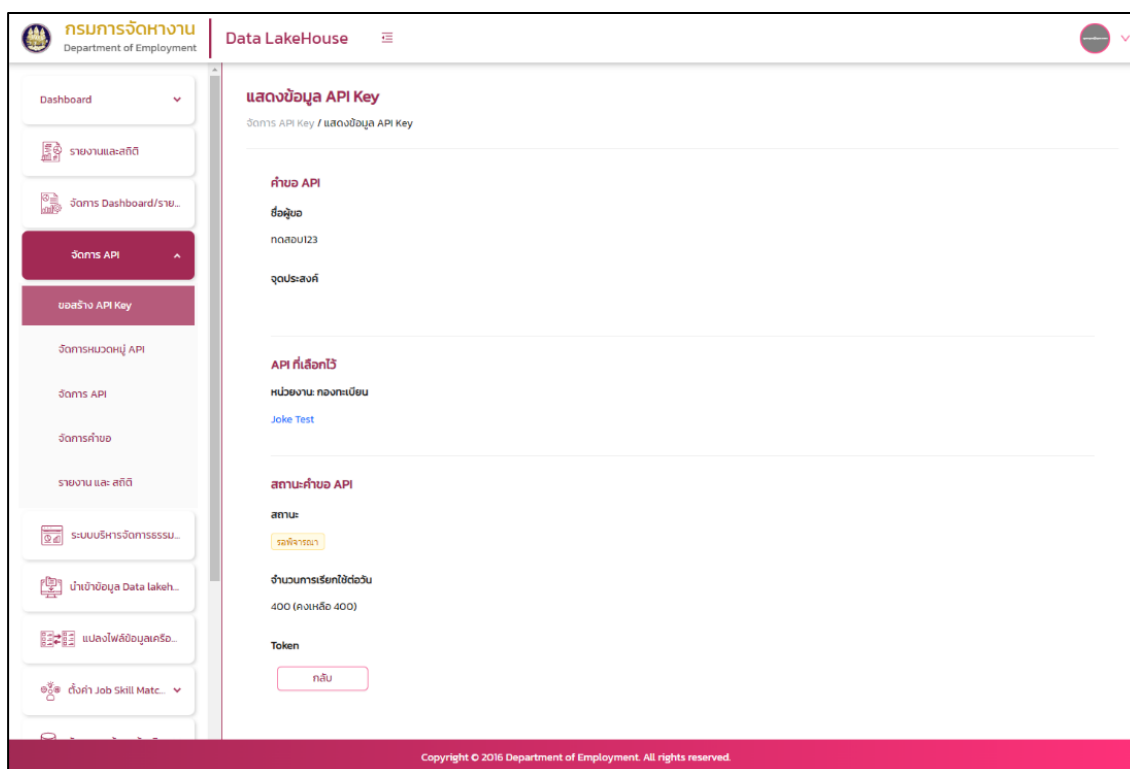 กรมการจัดหางาน
Department of Employment
Data LakeHouse
Dashboard
รายงานและสถิติ
จัดการ Dashboard/ราย...
จัดการ API
ขอสร้าง API Key
จัดการหมวดหมู่ API
จัดการ API
จัดการคำขอ
รายงาน และ สถิติ
ระบบบริหารจัดการธรรม...
นำเข้าข้อมูล Data lakeh...
แปลงไฟล์ข้อมูลเครือ...
ตั้งค่า Job Skill Matc...
แสดงข้อมูล API Key
จัดการ API Key / แสดงข้อมูล API Key
คำขอ API
ชื่อผู้ขอ
ทดสอบ123
จุดประสงค์
API ที่เลือกไว้
หน่วยงาน: กองทะเบียน
Joke Test
สถานะคำขอ API
สถานะ
รอพิจารณา
จำนวนการเรียกใช้ต่อวัน
400 (คงเหลือ 400)
Token
กลับ
Copyright © 2016 Department of Employment. All rights reserved.